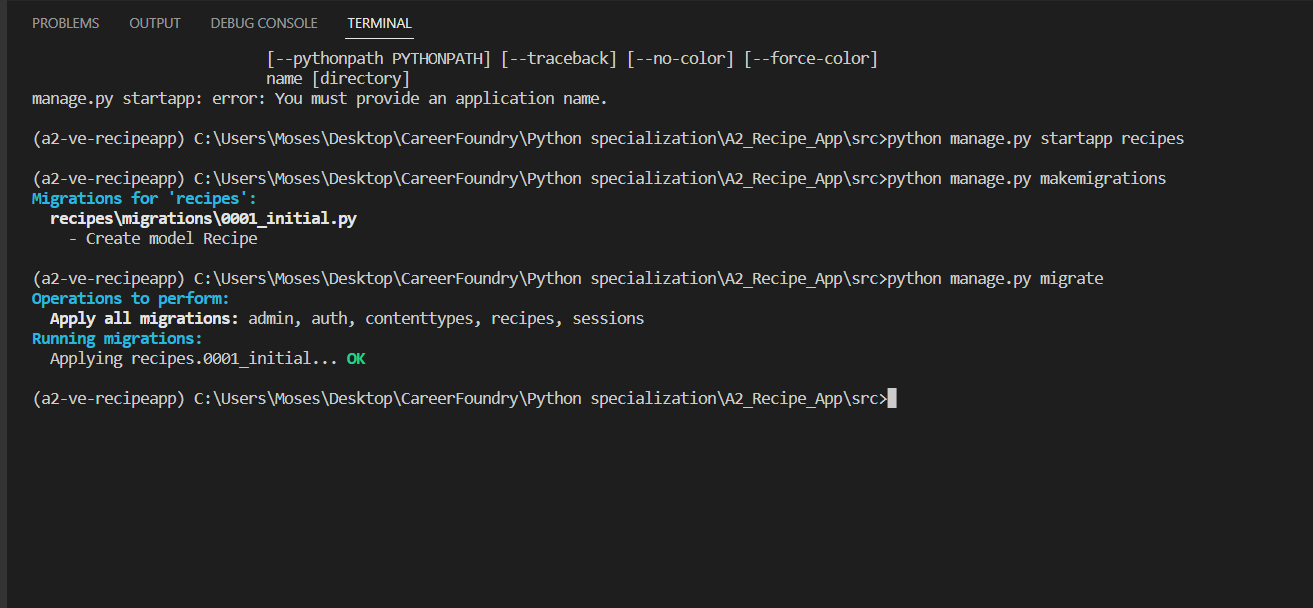 PROBLEMS OUTPUT DEBUG CONSOLE TERMINAL
[--pythonpath PYTHONPATH] [--traceback] [--no-color] [--force-color]
name [directory]
manage.py startapp: error: You must provide an application name.
(a2-ve-recipeapp) C:\Users\Moses\Desktop\CareerFoundry\Python specialization\A2_Recipe_App\src>python manage.py startapp recipes
(a2-ve-recipeapp) C:\Users\Moses\Desktop\CareerFoundry\Python specialization\A2_Recipe_App\src>python manage.py makemigrations
Migrations for 'recipes':
recipes\migrations\0001_initial.py
- Create model Recipe
(a2-ve-recipeapp) C:\Users\Moses\Desktop\CareerFoundry\Python specialization\A2_Recipe_App\src>python manage.py migrate
Operations to perform:
Apply all migrations: admin, auth, contenttypes, recipes, sessions
Running migrations:
Applying recipes.0001_initial... OK
(a2-ve-recipeapp) C:\Users\Moses\Desktop\CareerFoundry\Python specialization\A2_Recipe_App\src>